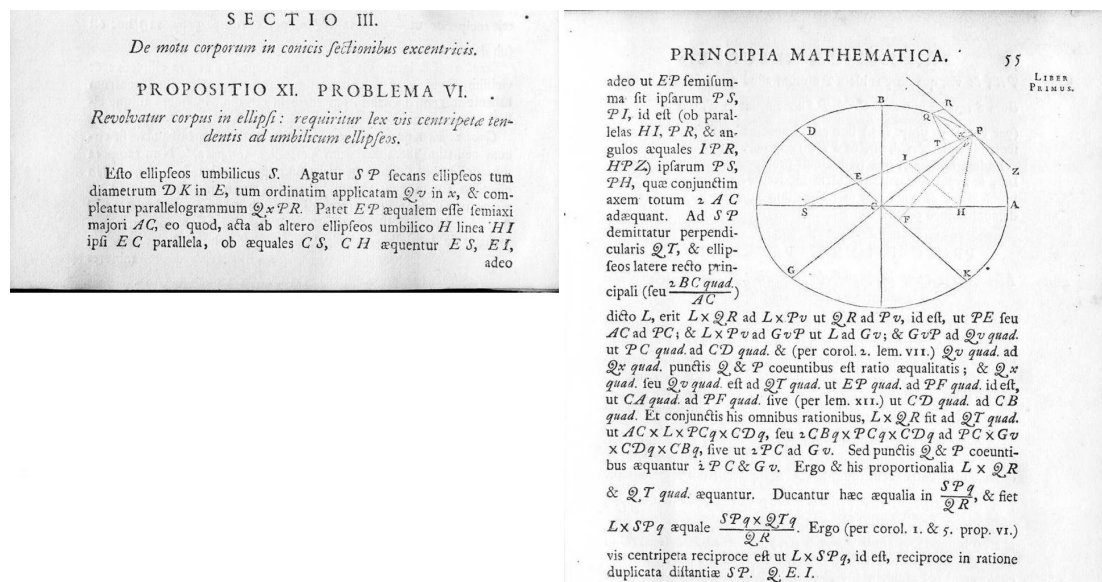 SECTIO III.
De motu corporum in conicis ſectionibus excentricis.
PROPOSITIO XI. PROBLEMA VI.
Revolvatur corpus in ellipſi: requiritur lex vis centripetæ ten-
dentis ad umbilicum ellipſeos.
Eſto ellipſeos umbilicus S. Agatur SP ſecans ellipſeos tum
diametrum DK in E, tum ordinatim applicatam Qv in x, & com-
pleatur parallelogrammum QxPR. Patet EP æqualem eſſe ſemiaxi
majori AC, eo quod, acta ab altero ellipſeos umbilico H linea HI
ipſi EC parallela, ob æquales CS, CH æquentur ES, EI,
adeo
PRINCIPIA MATHEMATICA. 55
LIBER
PRIMUS.
adeo ut EP ſemiſum-
ma ſit ipſarum PS,
PI, id eſt (ob paral-
lelas HI, PR, & an-
gulos æquales IPR,
HPZ) ipſarum PS,
PH, quæ conjunctim
axem totum 2 AC
adæquant. Ad SP
demittatur perpendi-
cularis QT, & ellip-
ſeos latere recto prin-
cipali (ſeu 2 BC quad. / AC)
B
R
Q
D
P
T
x
v
I
Z
E
S
C
F
H
A
G
K
dicto L, erit L × QR ad L × Pv ut QR ad Pv, id eſt, ut PE ſeu
AC ad PC; & L × Pv ad GvP ut L ad Gv; & GvP ad Qv quad.
ut PC quad. ad CD quad. & (per corol. 2. lem. VII.) Qv quad. ad
Qx quad. punctis Q & P coeuntibus eſt ratio æqualitatis; & Qx
quad. ſeu Qv quad. eſt ad QT quad. ut EP quad. ad PF quad. id eſt,
ut CA quad. ad PF quad. ſive (per lem. XII.) ut CD quad. ad CB
quad. Et conjunctis his omnibus rationibus, L × QR fit ad QT quad.
ut AC × L × PCq × CDq, ſeu 2 CBq × PCq × CDq ad PC × Gv
× CDq × CBq, ſive ut 2 PC ad Gv. Sed punctis Q & P coeunti-
bus æquantur 2 PC & Gv. Ergo & his proportionalia L × QR
& QT quad. æquantur. Ducantur hæc æqualia in SPq / QR, & fiet
L × SPq æquale SPq × QTq / QR. Ergo (per corol. 1. & 5. prop. VI.)
vis centripeta reciproce eſt ut L × SPq, id eſt, reciproce in ratione
duplicata diſtantiæ SP. Q. E. I.